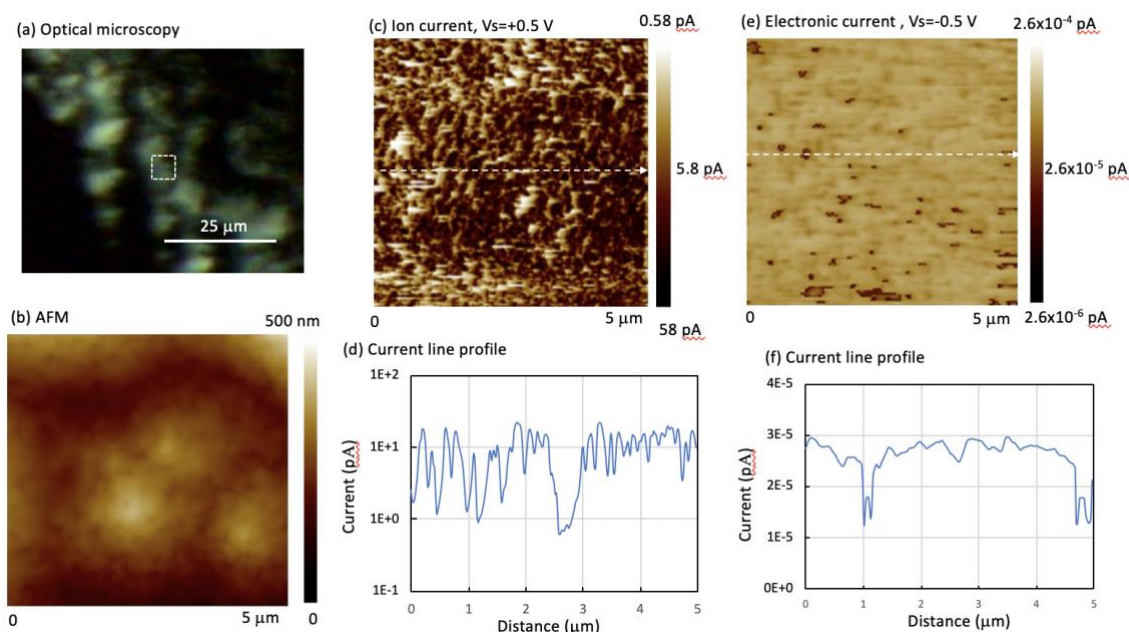 (a) Optical microscopy
25 μm
(b) AFM
500 nm
0
5 μm
0
(c) Ion current, Vs=+0.5 V
0.58 pA
5.8 pA
58 pA
0
5 μm
(d) Current line profile
1E+2
1E+1
1E+0
1E-1
Current (pA)
0 1 2 3 4 5
Distance (μm)
(e) Electronic current , Vs=-0.5 V
2.6x10⁻⁴ pA
2.6x10⁻⁵ pA
2.6x10⁻⁶ pA
0
5 μm
(f) Current line profile
4E-5
3E-5
2E-5
1E-5
0E+0
Current (pA)
0 1 2 3 4 5
Distance (μm)